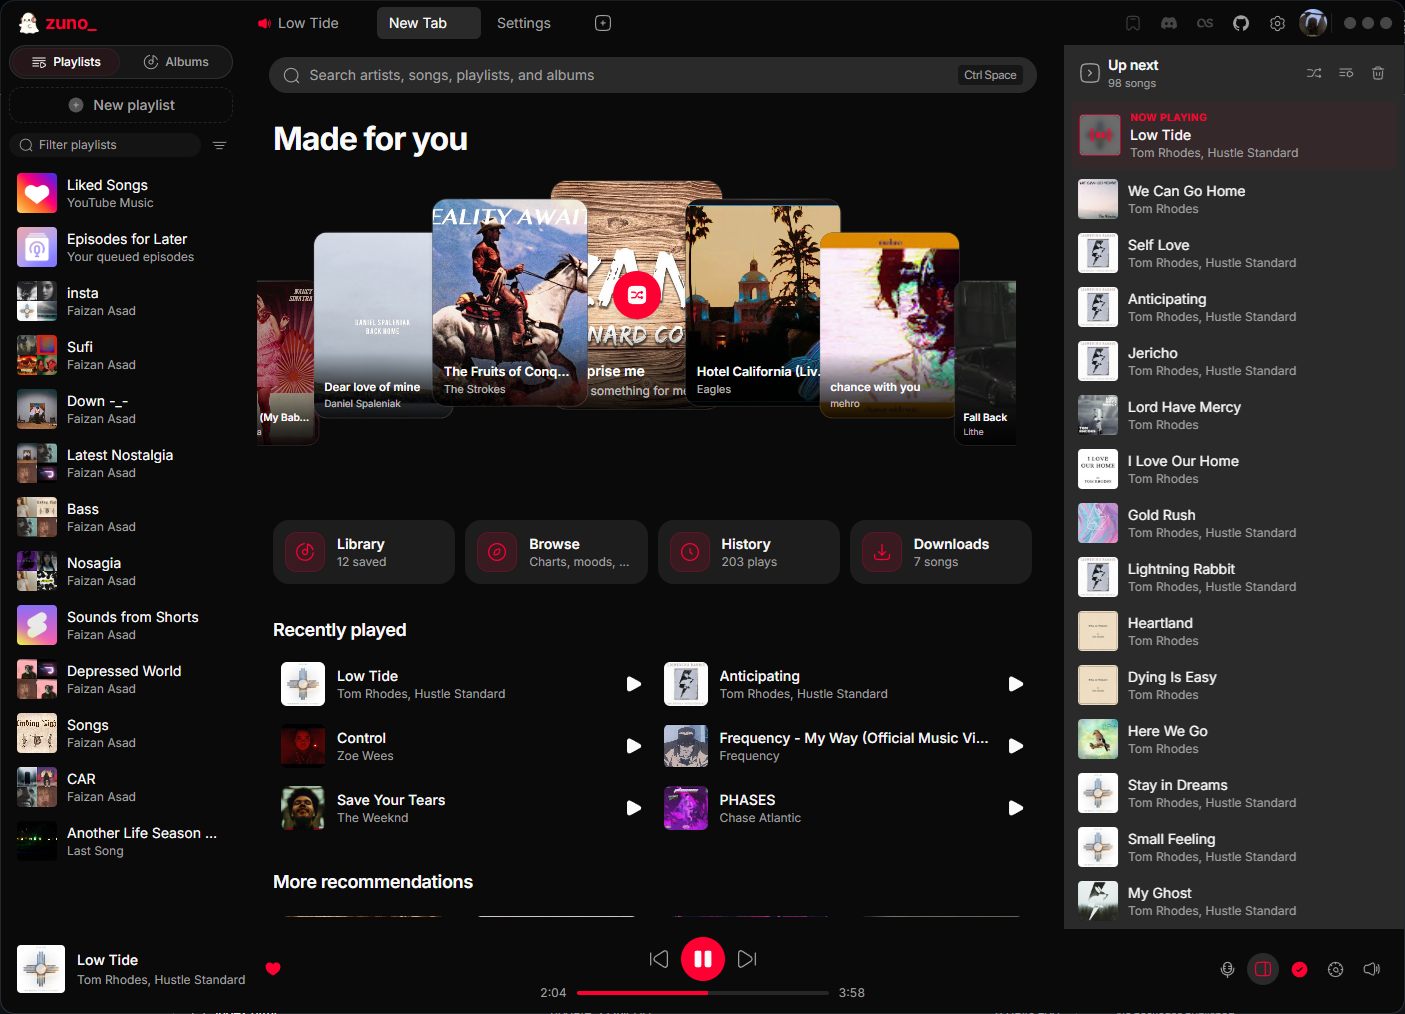 zuno_
Low Tide
New Tab
Settings
Playlists
Albums
New playlist
Filter playlists
Liked Songs
YouTube Music
Episodes for Later
Your queued episodes
insta
Faizan Asad
Sufi
Faizan Asad
Down -_-
Faizan Asad
Latest Nostalgia
Faizan Asad
Bass
Faizan Asad
Nosagia
Faizan Asad
Sounds from Shorts
Faizan Asad
Depressed World
Faizan Asad
Songs
Faizan Asad
CAR
Faizan Asad
Another Life Season ...
Last Song
Search artists, songs, playlists, and albums
Ctrl Space
Made for you
(My Bab...
DANIEL SPALENIAK
BACK HOME
Dear love of mine
Daniel Spaleniak
EALITY AWAIT
The Fruits of Conq...
The Strokes
NARD CO
prise me
something for me
Hotel California (Liv...
Eagles
mehro
chance with you
mehro
Fall Back
Lithe
Library
12 saved
Browse
Charts, moods, ...
History
203 plays
Downloads
7 songs
Recently played
Low Tide
Tom Rhodes, Hustle Standard
Anticipating
Tom Rhodes, Hustle Standard
Control
Zoe Wees
Frequency - My Way (Official Music Vi...
Frequency
Save Your Tears
The Weeknd
PHASES
Chase Atlantic
More recommendations
Up next
98 songs
NOW PLAYING
Low Tide
Tom Rhodes, Hustle Standard
We Can Go Home
Tom Rhodes
Self Love
Tom Rhodes, Hustle Standard
Anticipating
Tom Rhodes, Hustle Standard
Jericho
Tom Rhodes, Hustle Standard
Lord Have Mercy
Tom Rhodes
I LOVE
OUR HOME
I Love Our Home
Tom Rhodes
Gold Rush
Tom Rhodes, Hustle Standard
Lightning Rabbit
Tom Rhodes, Hustle Standard
Heartland
Tom Rhodes
Dying Is Easy
Tom Rhodes
Here We Go
Tom Rhodes
Stay in Dreams
Tom Rhodes, Hustle Standard
Small Feeling
Tom Rhodes, Hustle Standard
My Ghost
Tom Rhodes, Hustle Standard
Low Tide
Tom Rhodes, Hustle Standard
2:04
3:58